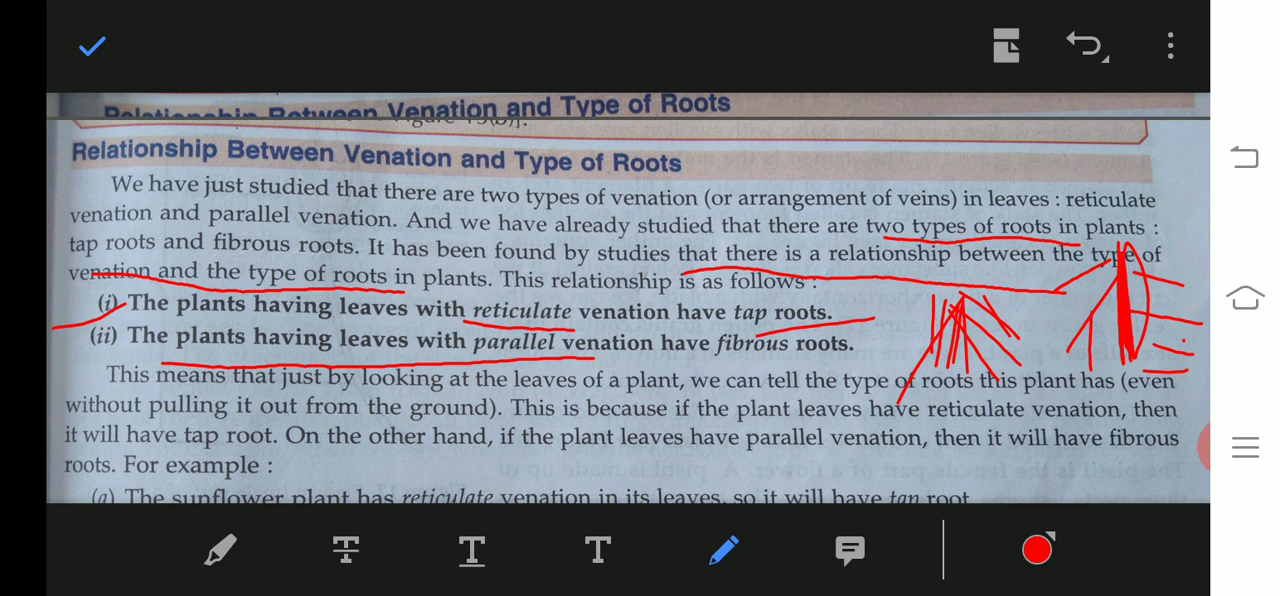 Relationship Between Venation and Type of Roots
Relationship Between Venation and Type of Roots
We have just studied that there are two types of venation (or arrangement of veins) in leaves : reticulate
venation and parallel venation. And we have already studied that there are two types of roots in plants :
tap roots and fibrous roots. It has been found by studies that there is a relationship between the type of
venation and the type of roots in plants. This relationship is as follows :
(i) The plants having leaves with reticulate venation have tap roots.
(ii) The plants having leaves with parallel venation have fibrous roots.
This means that just by looking at the leaves of a plant, we can tell the type of roots this plant has (even
without pulling it out from the ground). This is because if the plant leaves have reticulate venation, then
it will have tap root. On the other hand, if the plant leaves have parallel venation, then it will have fibrous
roots. For example :
(a) The sunflower plant has reticulate venation in its leaves, so it will have tap root